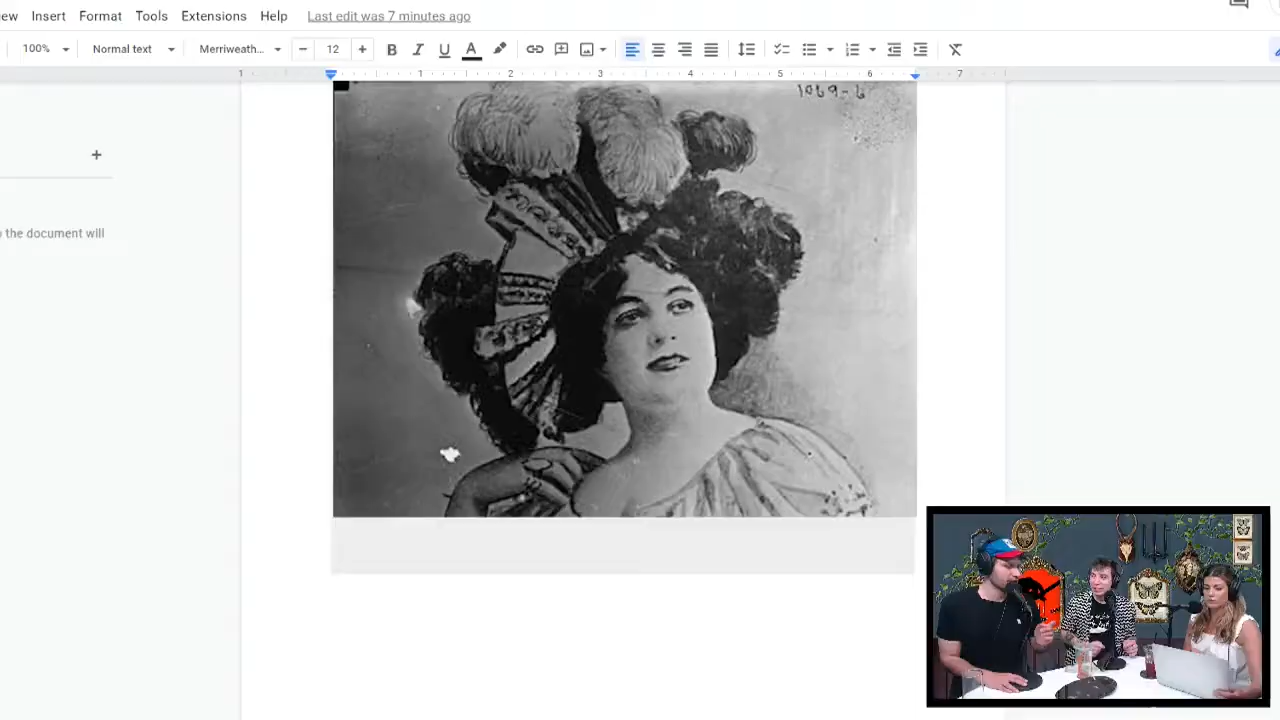 ew Insert Format Tools Extensions Help Last edit was 7 minutes ago
100% Normal text Merriweath... 12 B I U A
1 1 2 3 4 5 6 7
1069-6
o the document will